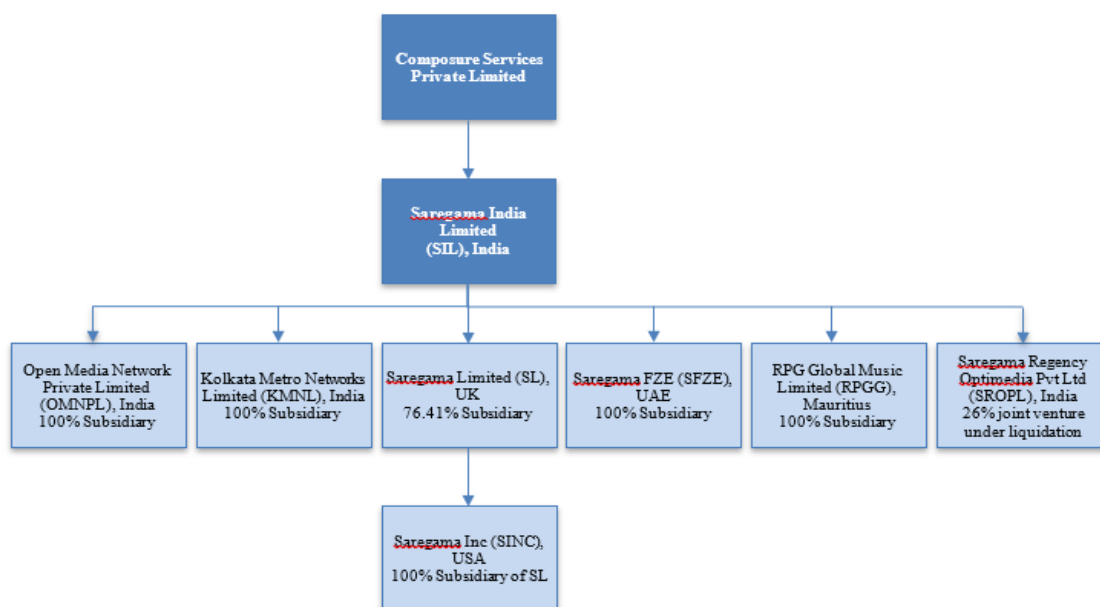 Composure Services
Private Limited
Saregama India
Limited
(SIL), India
Open Media Network
Private Limited
(OMNPL), India
100% Subsidiary
Kolkata Metro Networks
Limited (KMNL), India
100% Subsidiary
Saregama Limited (SL),
UK
76.41% Subsidiary
Saregama FZE (SFZE),
UAE
100% Subsidiary
RPG Global Music
Limited (RPGG),
Mauritius
100% Subsidiary
Saregama Regency
Optimedia Pvt Ltd
(SROPL), India
26% joint venture
under liquidation
Saregama Inc (SINC),
USA
100% Subsidiary of SL